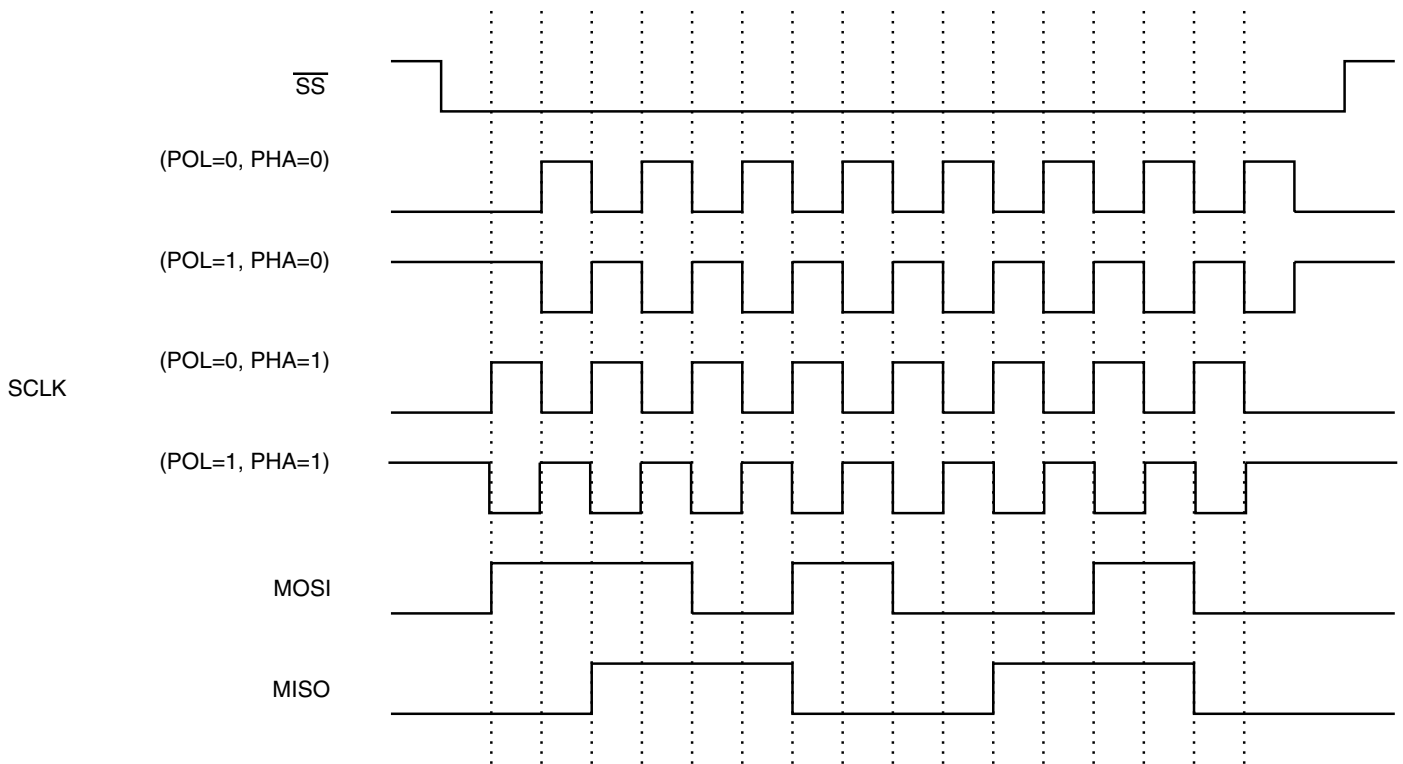 SS
(POL=0, PHA=0)
(POL=1, PHA=0)
(POL=0, PHA=1)
SCLK
(POL=1, PHA=1)
MOSI
MISO